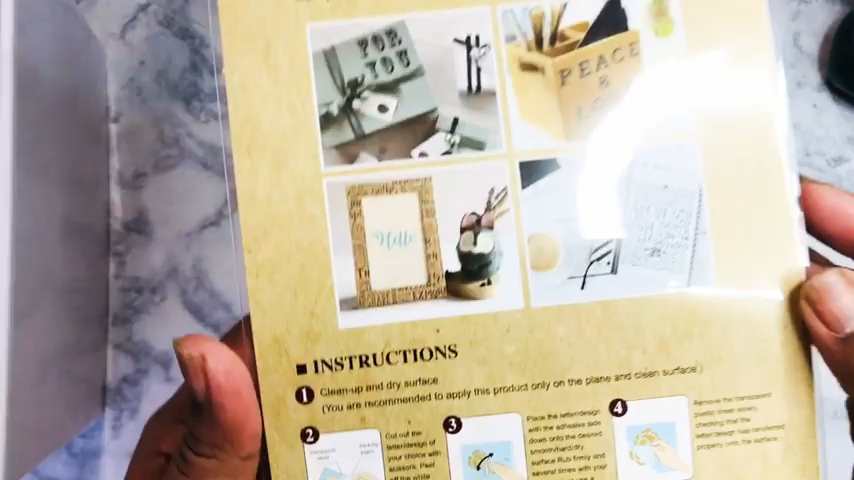 FOR
YOU
PEACE
&
Hello
■ INSTRUCTIONS
1 Clean-up and dry surface
(You are recommended to apply this product only on the plane and clean surface.)
2
Cut out the
letter/design of
your choice with
scissors. Peel
off the white
3
Place the letter/design
with the adhesive side
down onto the desired
smooth/hard/dry
surface Rub firmly and
several times with your
4
Remove the transparent
plastic sheet slowly,
checking that the
letter/design has transferred
properly onto the surface.